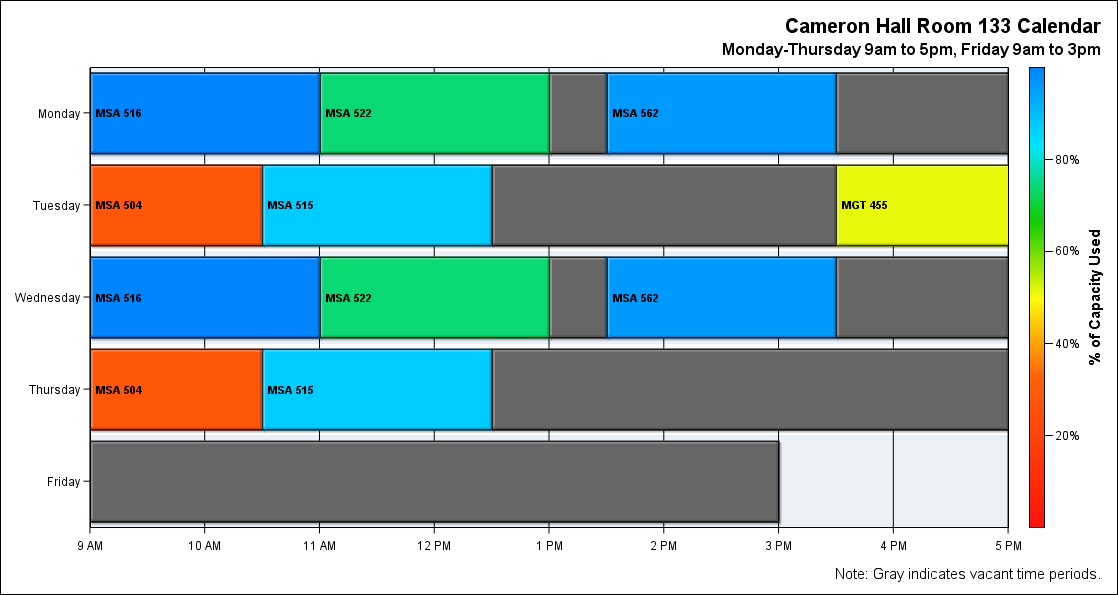 Cameron Hall Room 133 Calendar
Monday-Thursday 9am to 5pm, Friday 9am to 3pm
Monday
MSA 516
MSA 522
MSA 562
Tuesday
MSA 504
MSA 515
MGT 455
Wednesday
MSA 516
MSA 522
MSA 562
Thursday
MSA 504
MSA 515
Friday
9 AM
10 AM
11 AM
12 PM
1 PM
2 PM
3 PM
4 PM
5 PM
80%
60%
40%
20%
% of Capacity Used
Note: Gray indicates vacant time periods.